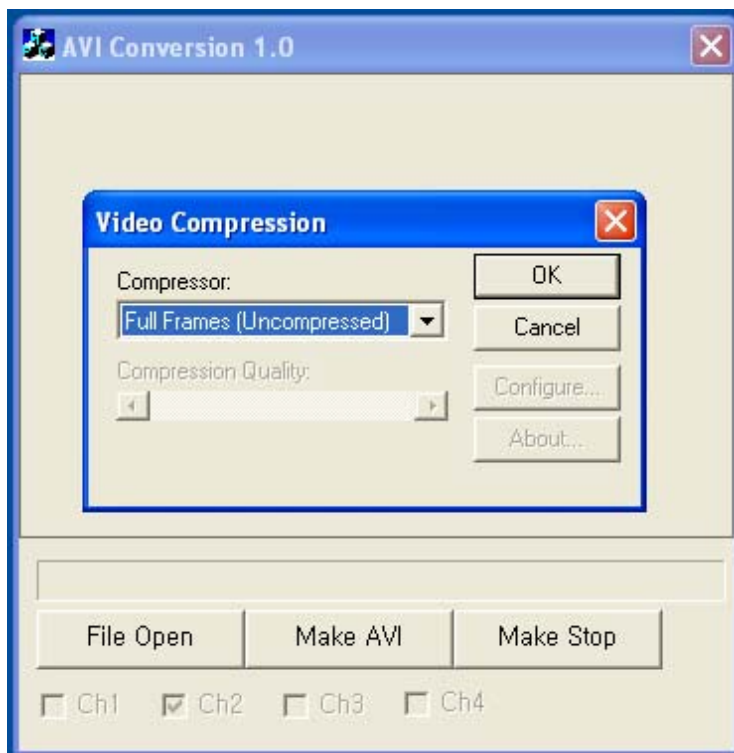 AVI Conversion 1.0
Video Compression
Compressor:
OK
Full Frames (Uncompressed)
Cancel
Compression Quality:
Configure...
About...
File Open
Make AVI
Make Stop
Ch1
Ch2
Ch3
Ch4